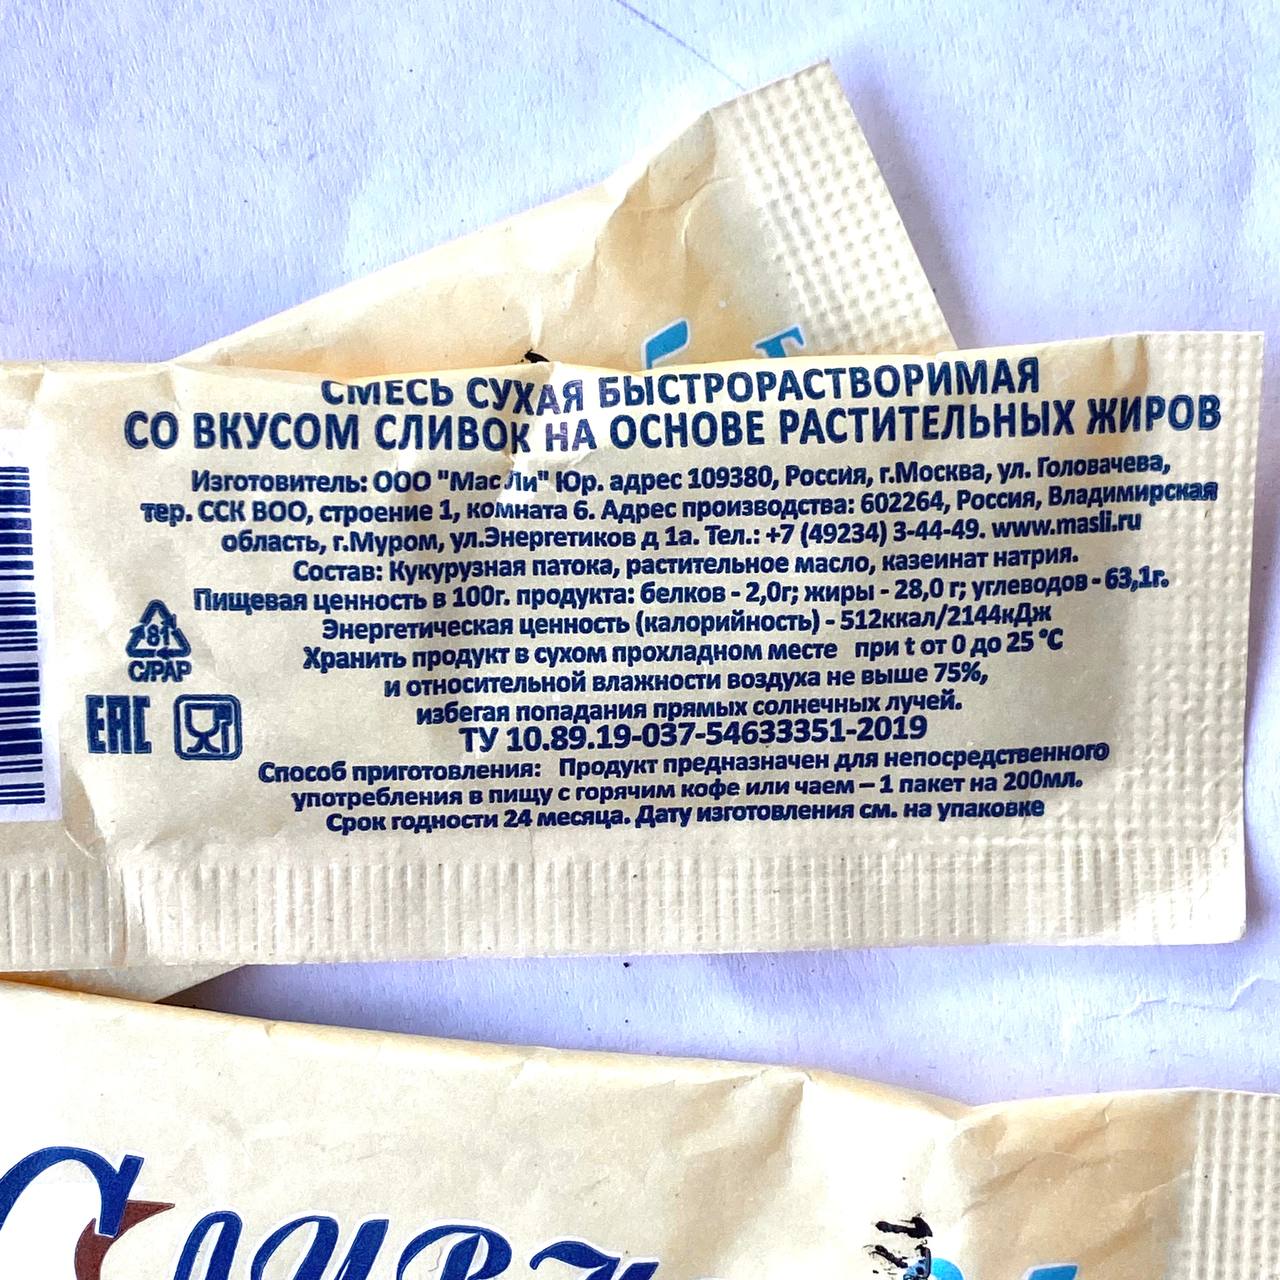 СМЕСЬ СУХАЯ БЫСТРОРАСТВОРИМАЯ
СО ВКУСОМ СЛИВОК НА ОСНОВЕ РАСТИТЕЛЬНЫХ ЖИРОВ
Изготовитель: ООО "Мас Ли" Юр. адрес 109380, Россия, г.Москва, ул. Головачева,
тер. ССК ВОО, строение 1, комната 6. Адрес производства: 602264, Россия, Владимирская
область, г.Муром, ул.Энергетиков д 1а. Тел.: +7 (49234) 3-44-49. www.masli.ru
Состав: Кукурузная патока, растительное масло, казеинат натрия.
Пищевая ценность в 100г. продукта: белков - 2,0г; жиры - 28,0 г; углеводов - 63,1г.
Энергетическая ценность (калорийность) - 512ккал/2144кДж
Хранить продукт в сухом прохладном месте при t от 0 до 25 °C
и относительной влажности воздуха не выше 75%,
избегая попадания прямых солнечных лучей.
ТУ 10.89.19-037-54633351-2019
Способ приготовления: Продукт предназначен для непосредственного
употребления в пищу с горячим кофе или чаем – 1 пакет на 200мл.
Срок годности 24 месяца. Дату изготовления см. на упаковке
81
C/PAP
EAC